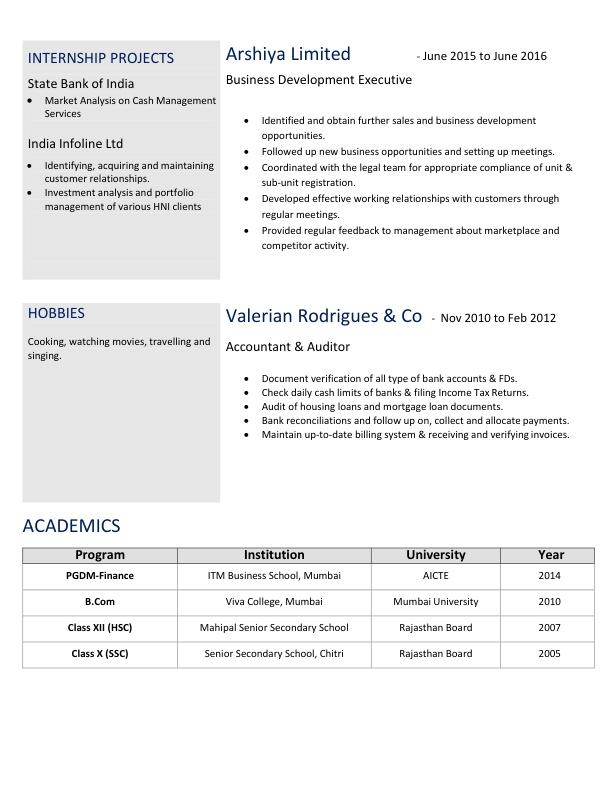 INTERNSHIP PROJECTS
State Bank of India
• Market Analysis on Cash Management
Services
India Infoline Ltd
• Identifying, acquiring and maintaining
customer relationships.
• Investment analysis and portfolio
management of various HNI clients
Arshiya Limited - June 2015 to June 2016
Business Development Executive
• Identified and obtain further sales and business development
opportunities.
• Followed up new business opportunities and setting up meetings.
• Coordinated with the legal team for appropriate compliance of unit &
sub-unit registration.
• Developed effective working relationships with customers through
regular meetings.
• Provided regular feedback to management about marketplace and
competitor activity.
HOBBIES
Cooking, watching movies, travelling and
singing.
Valerian Rodrigues & Co - Nov 2010 to Feb 2012
Accountant & Auditor
• Document verification of all type of bank accounts & FDs.
• Check daily cash limits of banks & filing Income Tax Returns.
• Audit of housing loans and mortgage loan documents.
• Bank reconciliations and follow up on, collect and allocate payments.
• Maintain up-to-date billing system & receiving and verifying invoices.
ACADEMICS
Program Institution University Year
PGDM-Finance ITM Business School, Mumbai AICTE 2014
B.Com Viva College, Mumbai Mumbai University 2010
Class XII (HSC) Mahipal Senior Secondary School Rajasthan Board 2007
Class X (SSC) Senior Secondary School, Chitri Rajasthan Board 2005